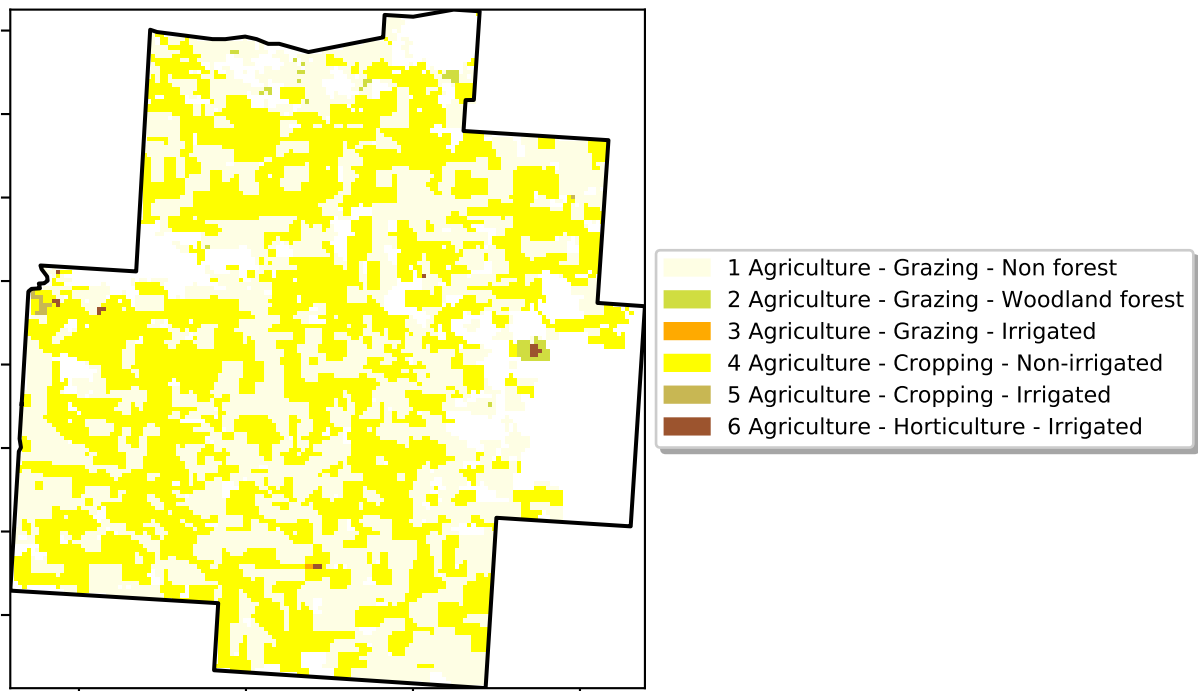 1 Agriculture - Grazing - Non forest
2 Agriculture - Grazing - Woodland forest
3 Agriculture - Grazing - Irrigated
4 Agriculture - Cropping - Non-irrigated
5 Agriculture - Cropping - Irrigated
6 Agriculture - Horticulture - Irrigated